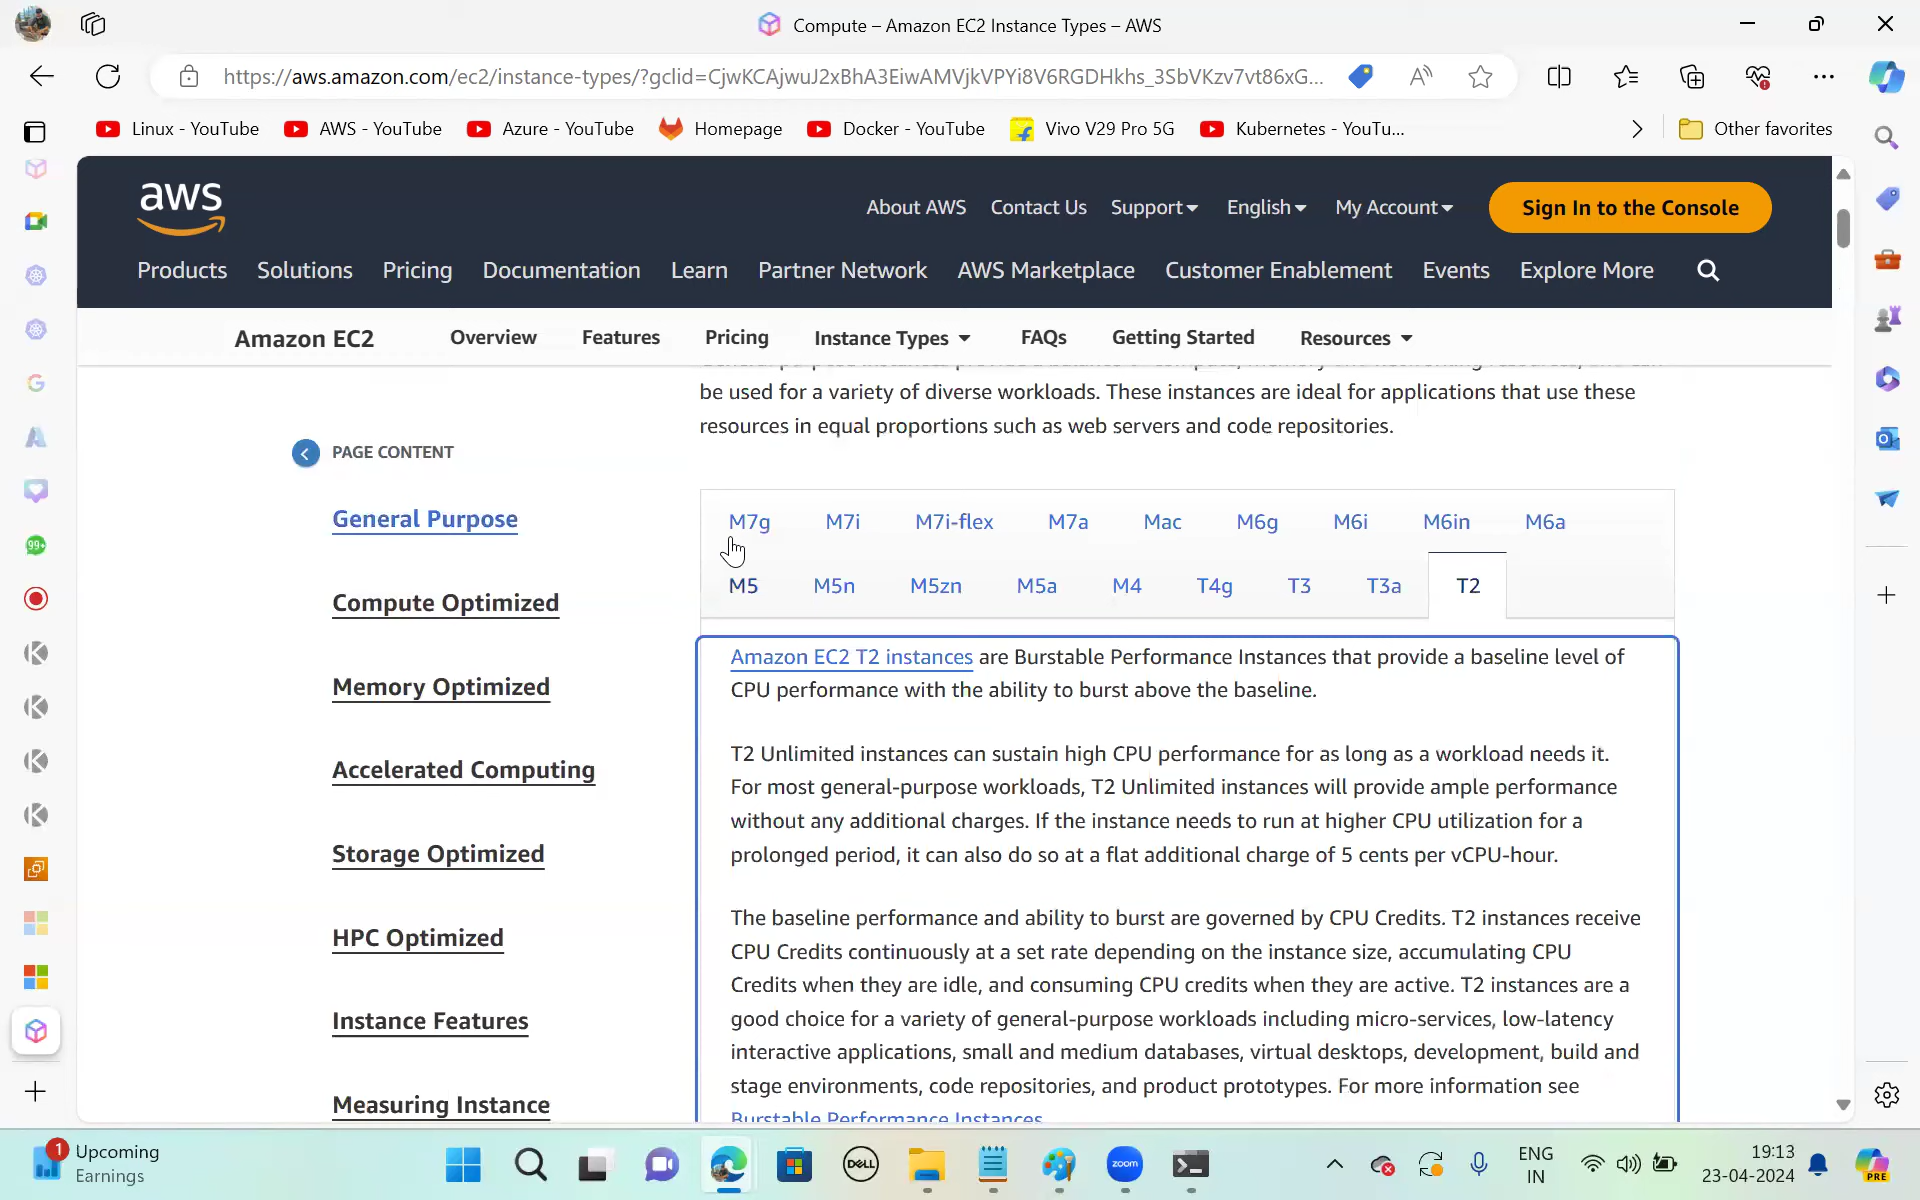 Compute – Amazon EC2 Instance Types – AWS
https://aws.amazon.com/ec2/instance-types/?gclid=CjwKCAjwuJ2xBhA3EiwAMVjkVPYi8V6RGDHkhs_3SbVKzv7vt86xG...
Linux - YouTube
AWS - YouTube
Azure - YouTube
Homepage
Docker - YouTube
Vivo V29 Pro 5G
Kubernetes - YouTu...
Other favorites
aws
About AWS
Contact Us
Support
English
My Account
Sign In to the Console
Products
Solutions
Pricing
Documentation
Learn
Partner Network
AWS Marketplace
Customer Enablement
Events
Explore More
Amazon EC2
Overview
Features
Pricing
Instance Types
FAQs
Getting Started
Resources
PAGE CONTENT
General Purpose
Compute Optimized
Memory Optimized
Accelerated Computing
Storage Optimized
HPC Optimized
Instance Features
Measuring Instance
be used for a variety of diverse workloads. These instances are ideal for applications that use these
resources in equal proportions such as web servers and code repositories.
M7g M7i M7i-flex M7a Mac M6g M6i M6in M6a
M5 M5n M5zn M5a M4 T4g T3 T3a T2
Amazon EC2 T2 instances are Burstable Performance Instances that provide a baseline level of
CPU performance with the ability to burst above the baseline.
T2 Unlimited instances can sustain high CPU performance for as long as a workload needs it.
For most general-purpose workloads, T2 Unlimited instances will provide ample performance
without any additional charges. If the instance needs to run at higher CPU utilization for a
prolonged period, it can also do so at a flat additional charge of 5 cents per vCPU-hour.
The baseline performance and ability to burst are governed by CPU Credits. T2 instances receive
CPU Credits continuously at a set rate depending on the instance size, accumulating CPU
Credits when they are idle, and consuming CPU credits when they are active. T2 instances are a
good choice for a variety of general-purpose workloads including micro-services, low-latency
interactive applications, small and medium databases, virtual desktops, development, build and
stage environments, code repositories, and product prototypes. For more information see
Burstable Performance Instances
99+
1
Upcoming
Earnings
DELL
zoom
ENG
IN
19:13
23-04-2024
PRE